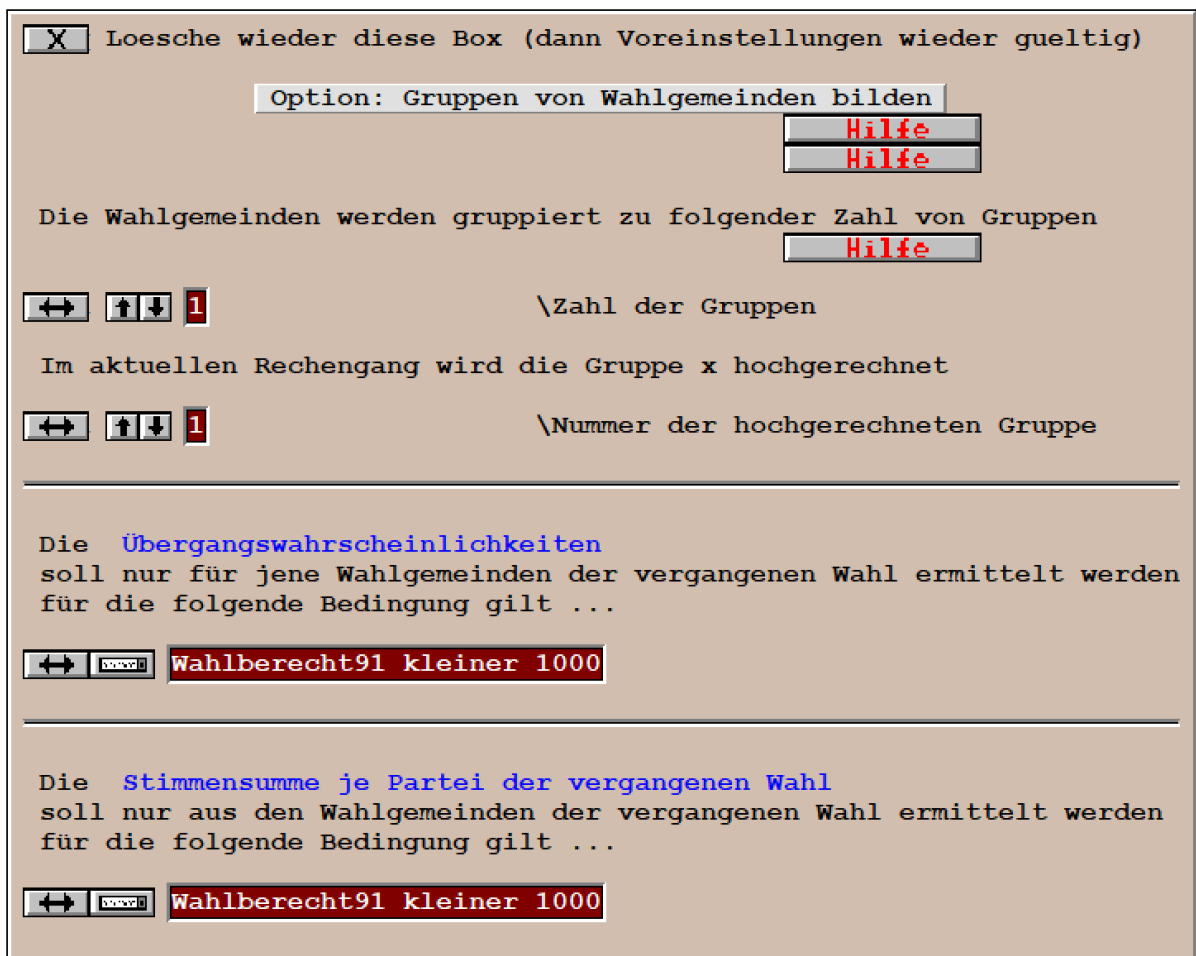 X Loesche wieder diese Box (dann Voreinstellungen wieder gueltig)
Option: Gruppen von Wahlgemeinden bilden
Hilfe
Hilfe
Die Wahlgemeinden werden gruppiert zu folgender Zahl von Gruppen
Hilfe
1 \Zahl der Gruppen
Im aktuellen Rechengang wird die Gruppe x hochgerechnet
1 \Nummer der hochgerechneten Gruppe
Die Übergangswahrscheinlichkeiten
soll nur für jene Wahlgemeinden der vergangenen Wahl ermittelt werden
für die folgende Bedingung gilt ...
Wahlberecht91 kleiner 1000
Die Stimmensumme je Partei der vergangenen Wahl
soll nur aus den Wahlgemeinden der vergangenen Wahl ermittelt werden
für die folgende Bedingung gilt ...
Wahlberecht91 kleiner 1000